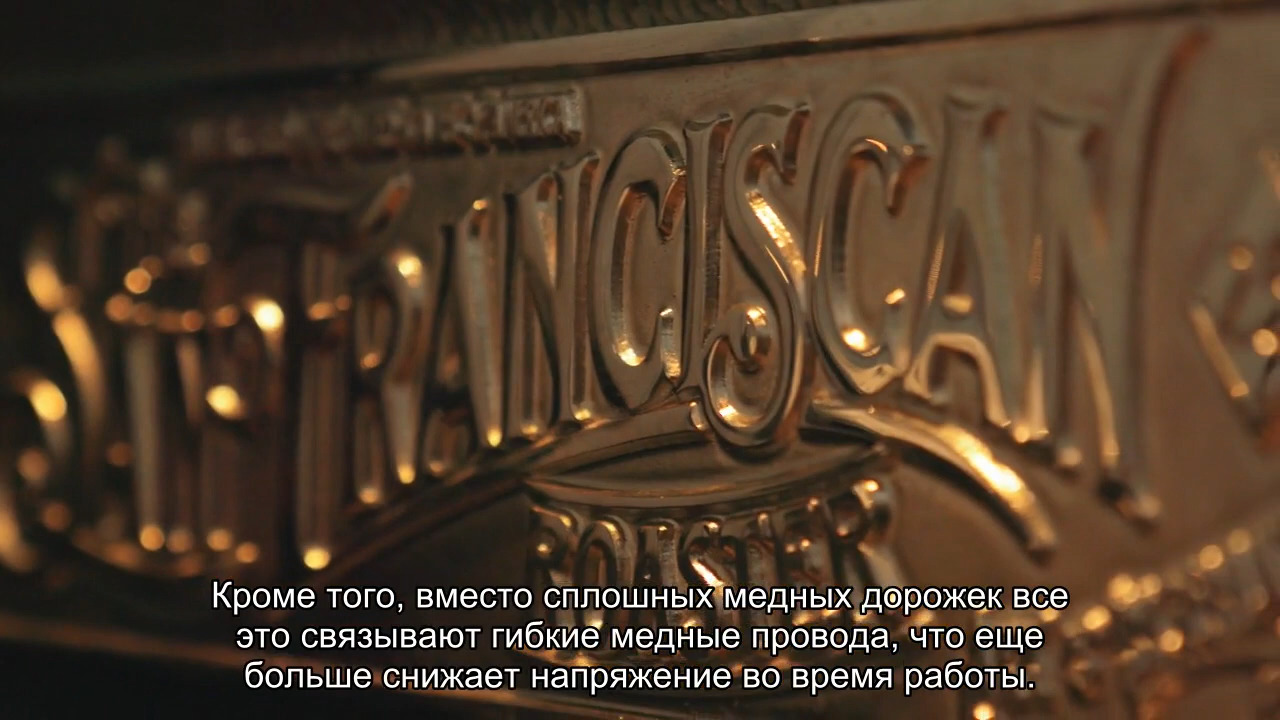 FRANCISCAN
ROASTER
Кроме того, вместо сплошных медных дорожек все
это связывают гибкие медные провода, что еще
больше снижает напряжение во время работы.